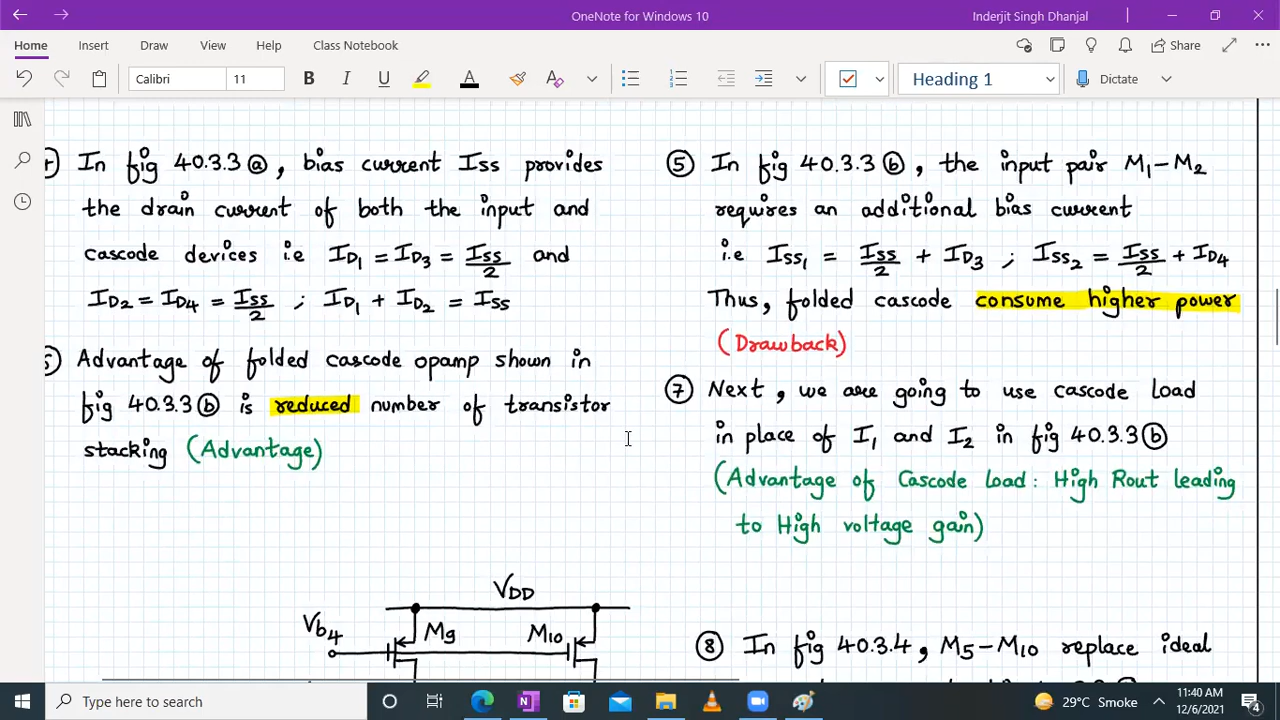 OneNote for Windows 10
Inderjit Singh Dhanjal
Home Insert Draw View Help Class Notebook
Share
Calibri 11 B I U A A Heading 1 Dictate
In fig 40.3.3 (a), bias current Iss provides
the drain current of both the input and
cascode devices i.e ID1 = ID3 = Iss/2 and
ID2 = ID4 = Iss/2 ; ID1 + ID2 = Iss
Advantage of folded cascade opamp shown in
fig 40.3.3 (b) is reduced number of transistor
stacking (Advantage)
(5) In fig 40.3.3 (b), the input pair M1-M2
requires an additional bias current
i.e Iss1 = Iss/2 + ID3 ; Iss2 = Iss/2 + ID4
Thus, folded cascode consume higher power
(Drawback)
(7) Next, we are going to use cascode load
in place of I1 and I2 in fig 40.3.3 (b)
(Advantage of Cascode Load: High Rout leading
to High voltage gain)
VDD
Vb4 M9 M10
(8) In fig 40.3.4, M5-M10 replace ideal
Type here to search
29°C Smoke
11:40 AM
12/6/2021
4